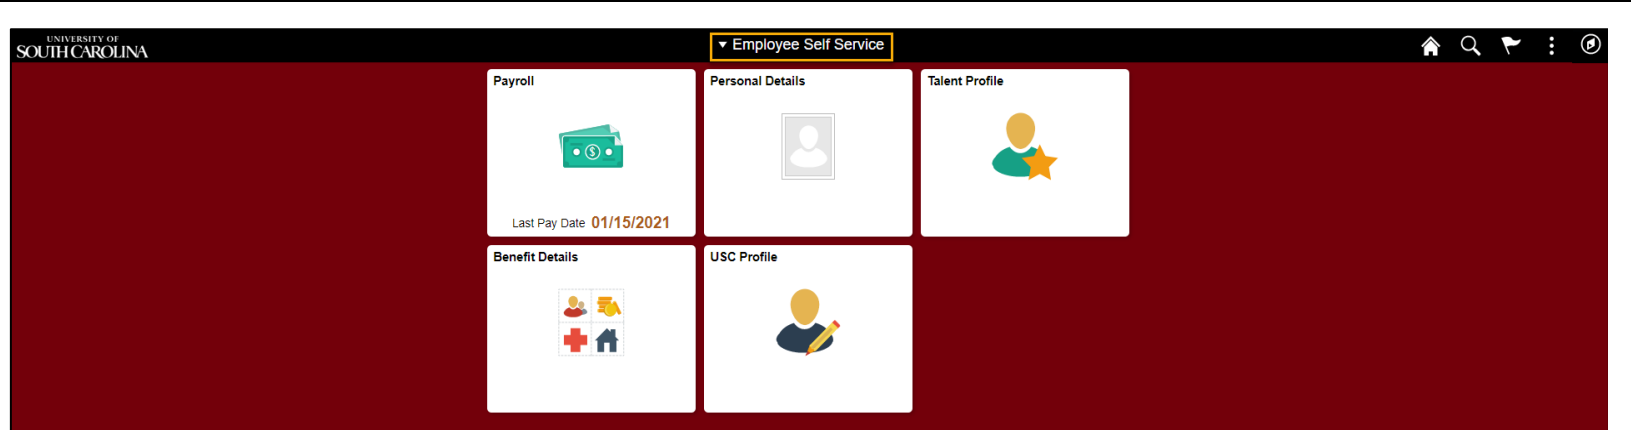 UNIVERSITY OF
SOUTH CAROLINA
Employee Self Service
Payroll
Personal Details
Talent Profile
Last Pay Date 01/15/2021
Benefit Details
USC Profile